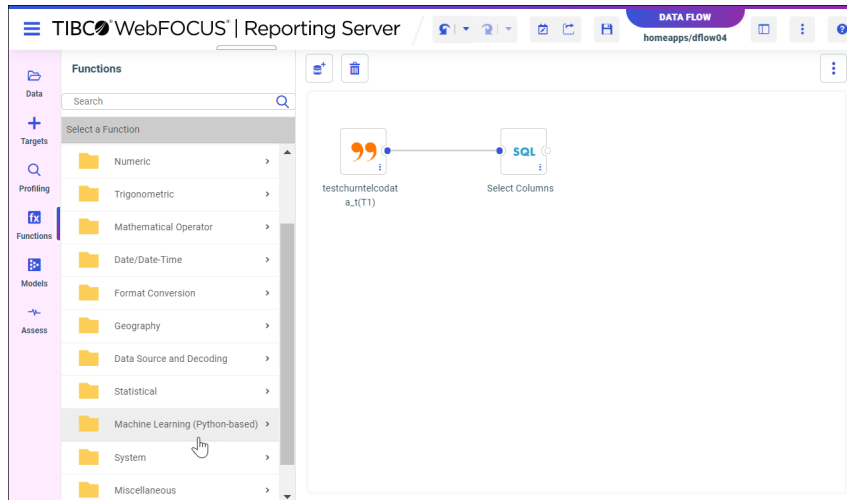 TIBCO WebFOCUS® | Reporting Server
DATA FLOW
homeapps/dflow04
Data
Targets
Profiling
fx
Functions
Models
Assess
Functions
Search
Select a Function
Numeric
Trigonometric
Mathematical Operator
Date/Date-Time
Format Conversion
Geography
Data Source and Decoding
Statistical
Machine Learning (Python-based)
System
Miscellaneous
testchurntelcodat
a_t(T1)
SQL
Select Columns